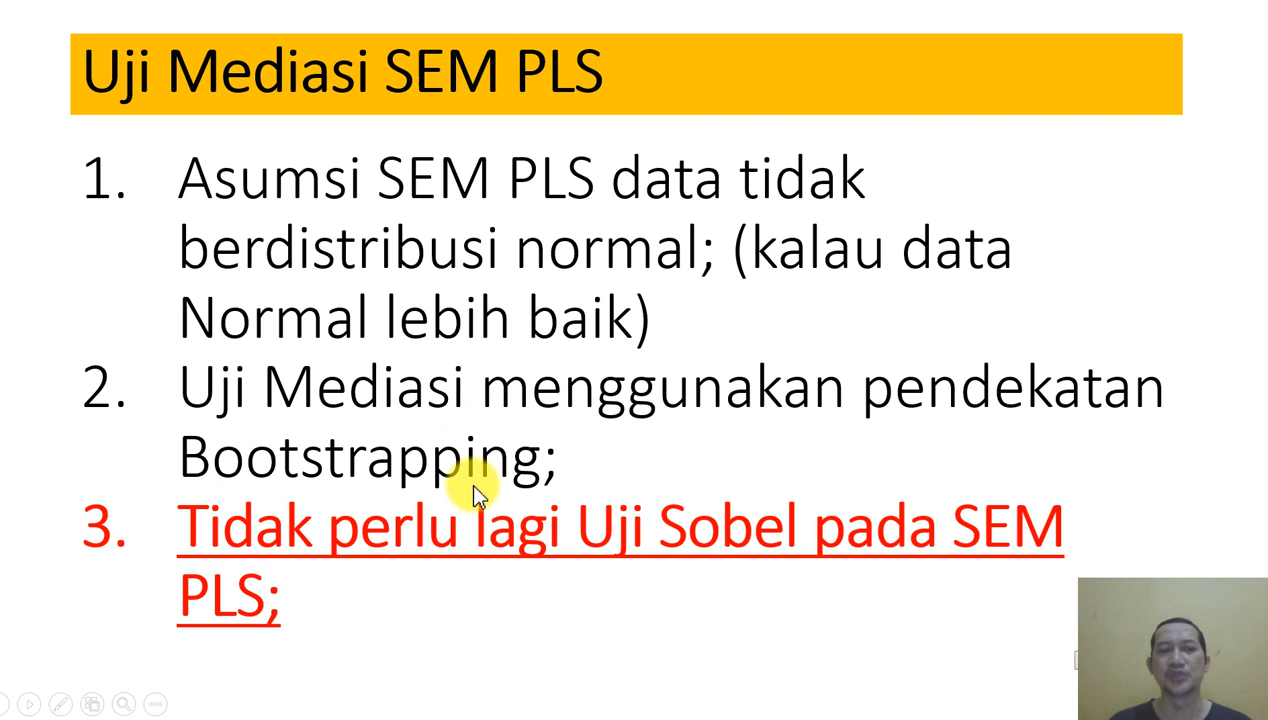 Uji Mediasi SEM PLS
1. Asumsi SEM PLS data tidak
berdistribusi normal; (kalau data
Normal lebih baik)
2. Uji Mediasi menggunakan pendekatan
Bootstrapping;
3. Tidak perlu lagi Uji Sobel pada SEM
PLS;